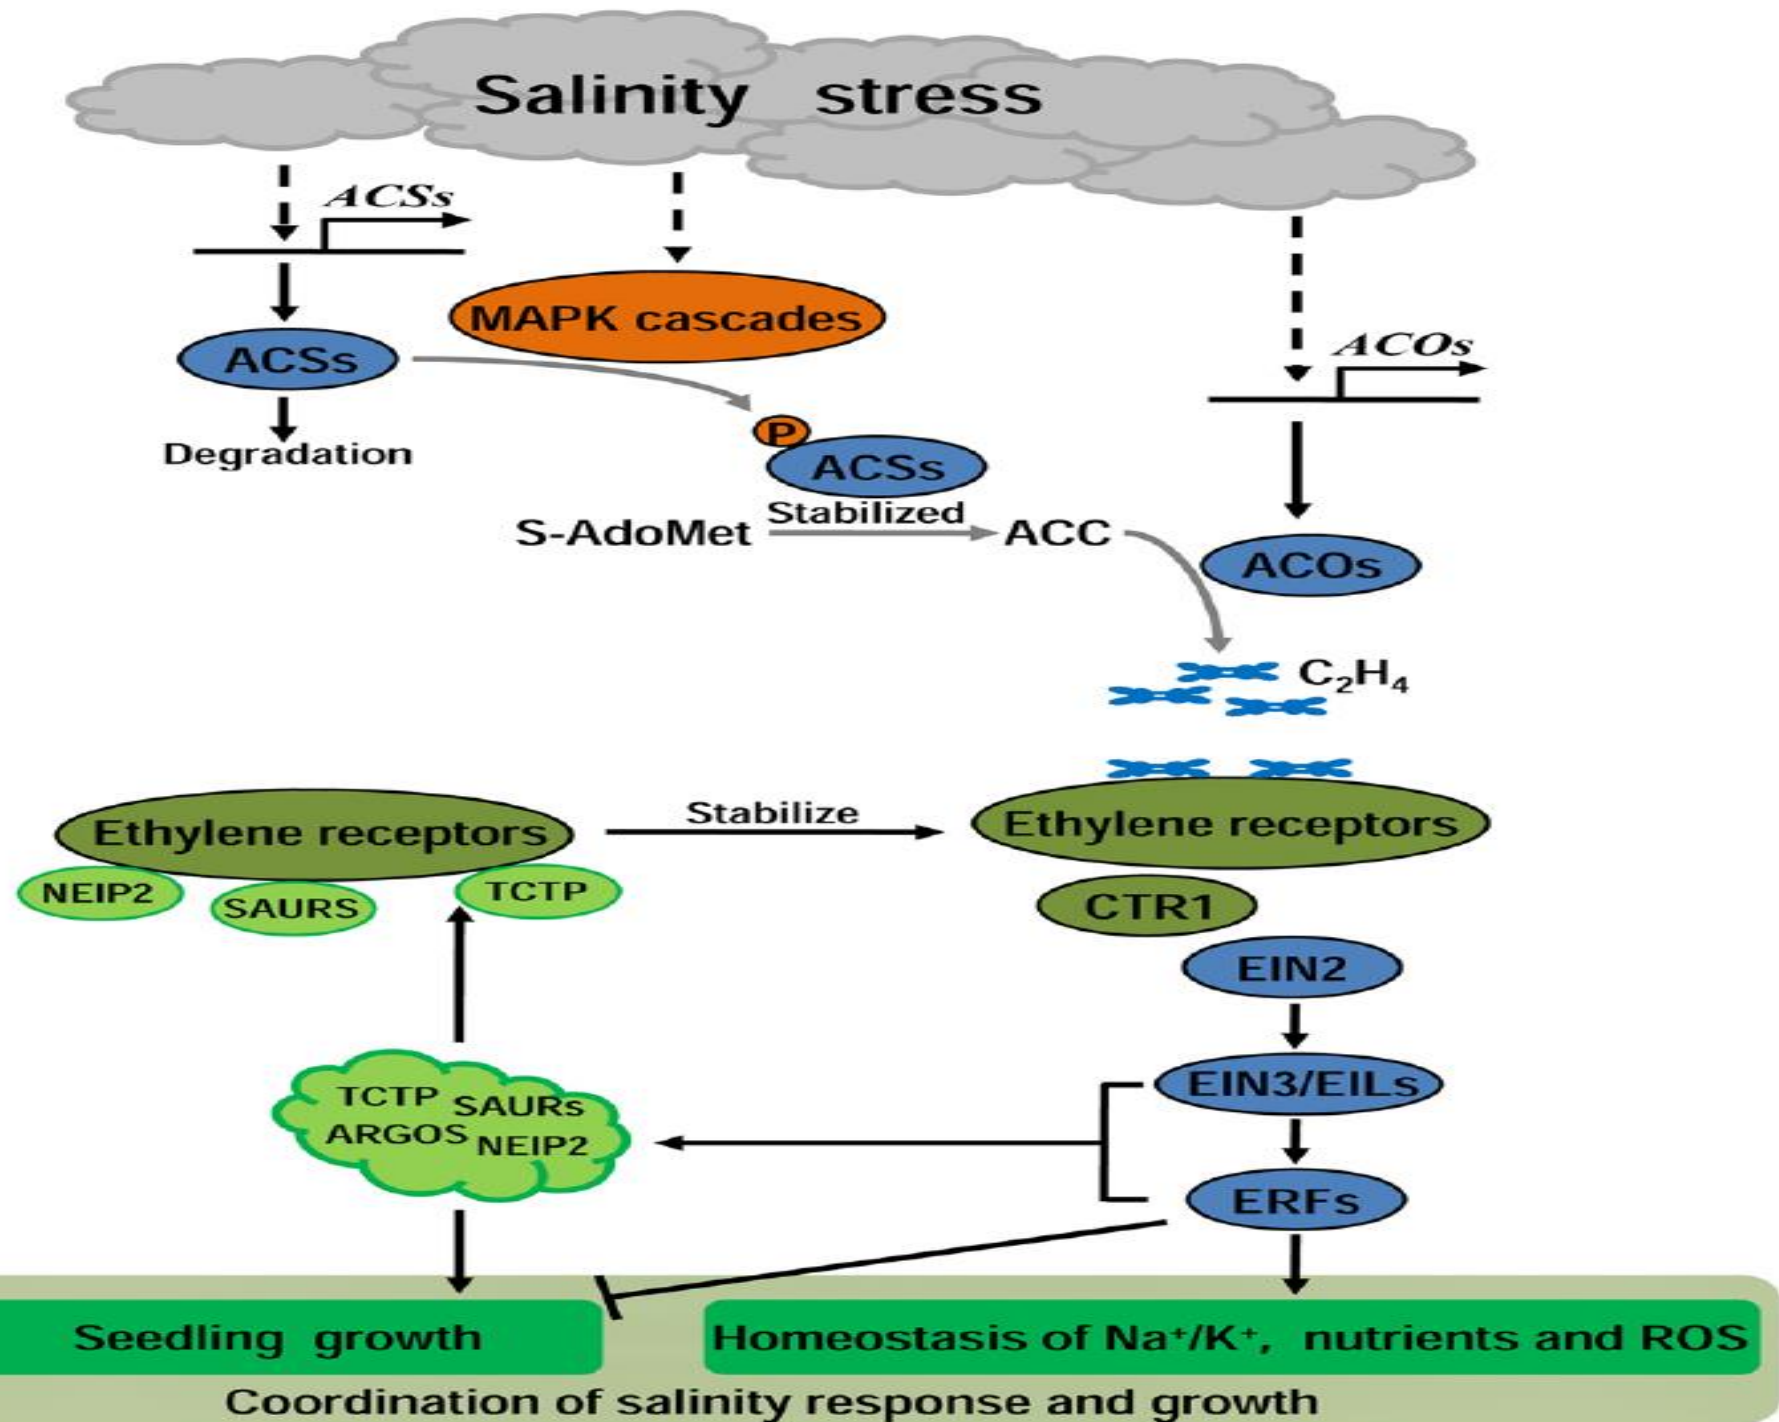 Salinity stress
ACSs
MAPK cascades
ACOs
ACSs
Degradation
P
ACSs
S-AdoMet Stabilized ACC
ACOs
C₂H₄
Ethylene receptors Stabilize Ethylene receptors
NEIP2 SAURS TCTP
CTR1
EIN2
TCTP SAURs
ARGOS NEIP2
EIN3/EILs
ERFs
Seedling growth
Homeostasis of Na⁺/K⁺, nutrients and ROS
Coordination of salinity response and growth